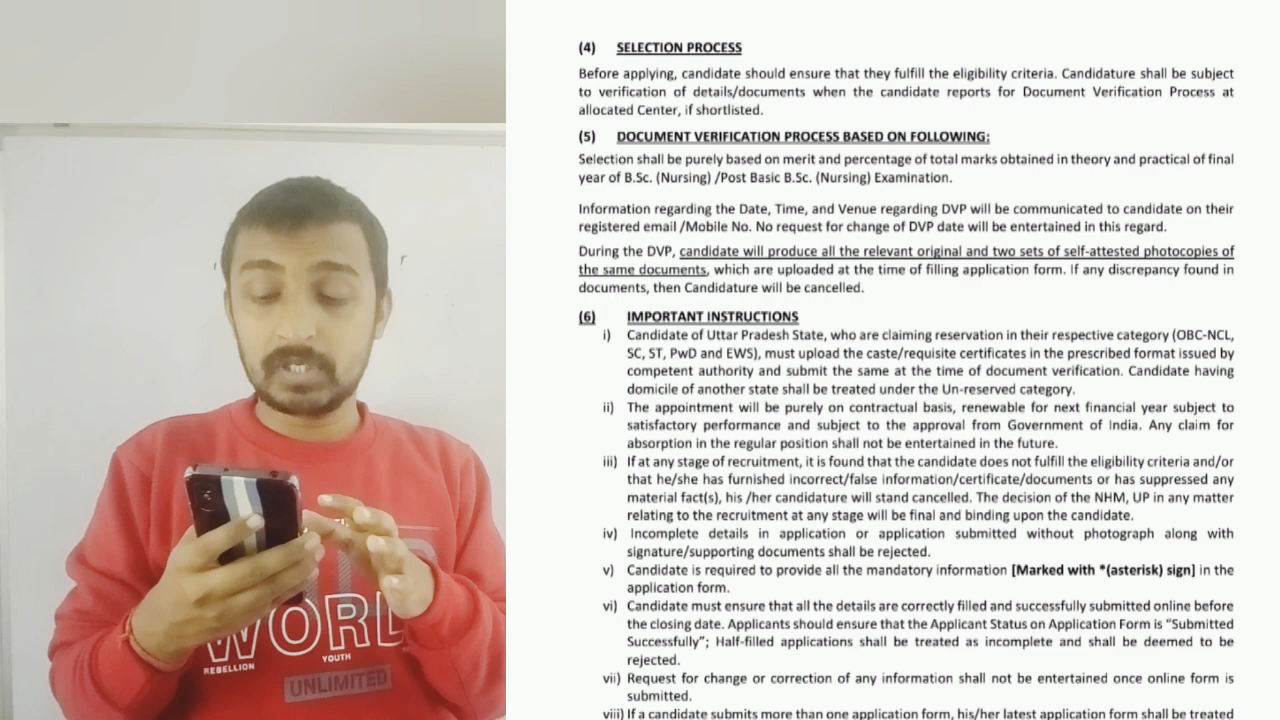 (4) SELECTION PROCESS
Before applying, candidate should ensure that they fulfill the eligibility criteria. Candidature shall be subject
to verification of details/documents when the candidate reports for Document Verification Process at
allocated Center, if shortlisted.
(5) DOCUMENT VERIFICATION PROCESS BASED ON FOLLOWING:
Selection shall be purely based on merit and percentage of total marks obtained in theory and practical of final
year of B.Sc. (Nursing) /Post Basic B.Sc. (Nursing) Examination.
Information regarding the Date, Time, and Venue regarding DVP will be communicated to candidate on their
registered email /Mobile No. No request for change of DVP date will be entertained in this regard.
During the DVP, candidate will produce all the relevant original and two sets of self-attested photocopies of
the same documents, which are uploaded at the time of filling application form. If any discrepancy found in
documents, then Candidature will be cancelled.
(6) IMPORTANT INSTRUCTIONS
i) Candidate of Uttar Pradesh State, who are claiming reservation in their respective category (OBC-NCL,
SC, ST, PwD and EWS), must upload the caste/requisite certificates in the prescribed format issued by
competent authority and submit the same at the time of document verification. Candidate having
domicile of another state shall be treated under the Un-reserved category.
ii) The appointment will be purely on contractual basis, renewable for next financial year subject to
satisfactory performance and subject to the approval from Government of India. Any claim for
absorption in the regular position shall not be entertained in the future.
iii) If at any stage of recruitment, it is found that the candidate does not fulfill the eligibility criteria and/or
that he/she has furnished incorrect/false information/certificate/documents or has suppressed any
material fact(s), his /her candidature will stand cancelled. The decision of the NHM, UP in any matter
relating to the recruitment at any stage will be final and binding upon the candidate.
iv) Incomplete details in application or application submitted without photograph along with
signature/supporting documents shall be rejected.
v) Candidate is required to provide all the mandatory information [Marked with *(asterisk) sign] in the
application form.
vi) Candidate must ensure that all the details are correctly filled and successfully submitted online before
the closing date. Applicants should ensure that the Applicant Status on Application Form is “Submitted
Successfully”; Half-filled applications shall be treated as incomplete and shall be deemed to be
rejected.
vii) Request for change or correction of any information shall not be entertained once online form is
submitted.
viii) If a candidate submits more than one application form, his/her latest application form shall be treated
WORL
REBELLION YOUTH
UNLIMITED